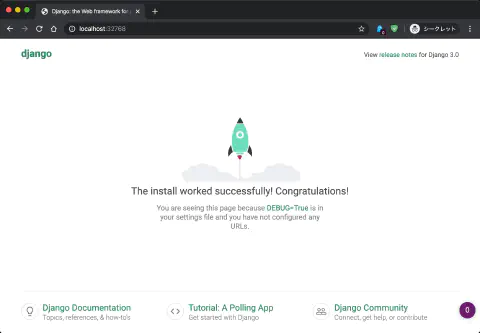 Django: the Web framework for p
localhost:32768
シークレット
django
View release notes for Django 3.0
The install worked successfully! Congratulations!
You are seeing this page because DEBUG=True is in
your settings file and you have not configured any
URLs.
Django Documentation
Topics, references, & how-to's
Tutorial: A Polling App
Get started with Django
Django Community
Connect, get help, or contribute
0